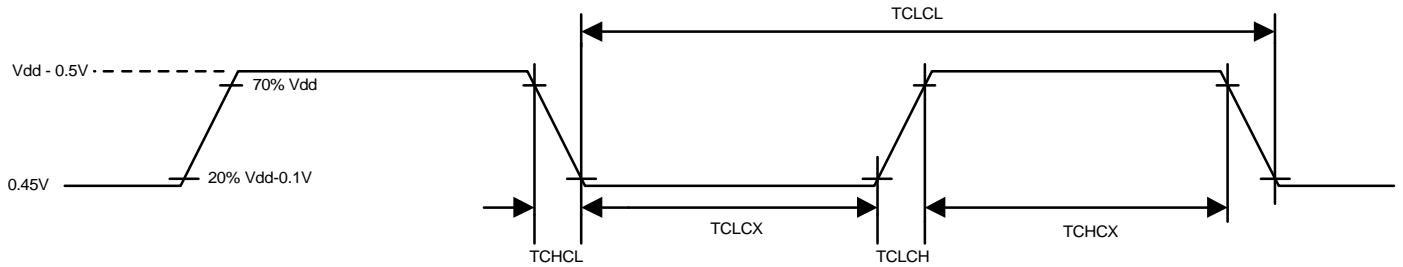 TCLCL
Vdd - 0.5V
70% Vdd
0.45V
20% Vdd-0.1V
TCLCX
TCHCX
TCHCL
TCLCH